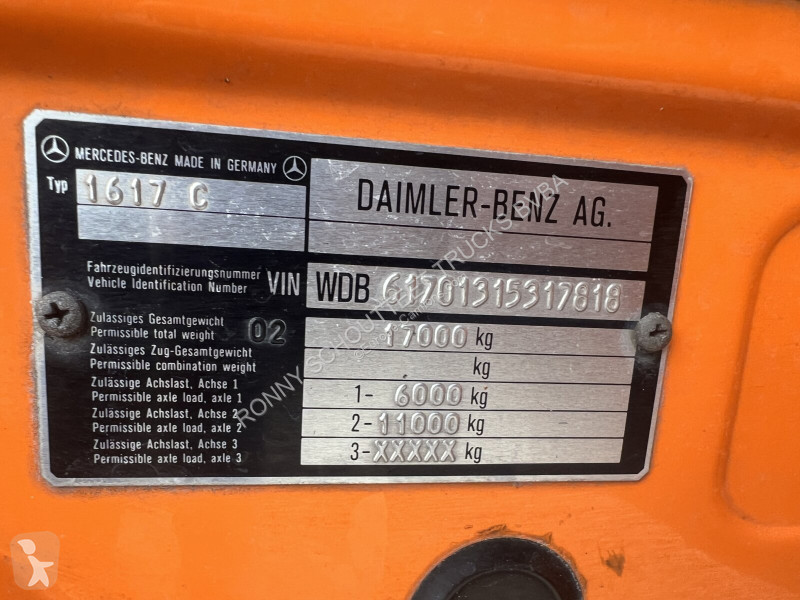 MERCEDES-BENZ MADE IN GERMANY
Typ 1617 C
DAIMLER-BENZ AG.
Fahrzeugidentifizierungsnummer
Vehicle Identification Number VIN WDB 61701315317818
Zulässiges Gesamtgewicht
Permissible total weight 02 17000 kg
Zulässiges Zug-Gesamtgewicht
Permissible combination weight kg
Zulässige Achslast, Achse 1
Permissible axle load, axle 1 1- 6000 kg
Zulässige Achslast, Achse 2
Permissible axle load, axle 2 2- 11000 kg
Zulässige Achslast, Achse 3
Permissible axle load, axle 3 3- XXXXX kg